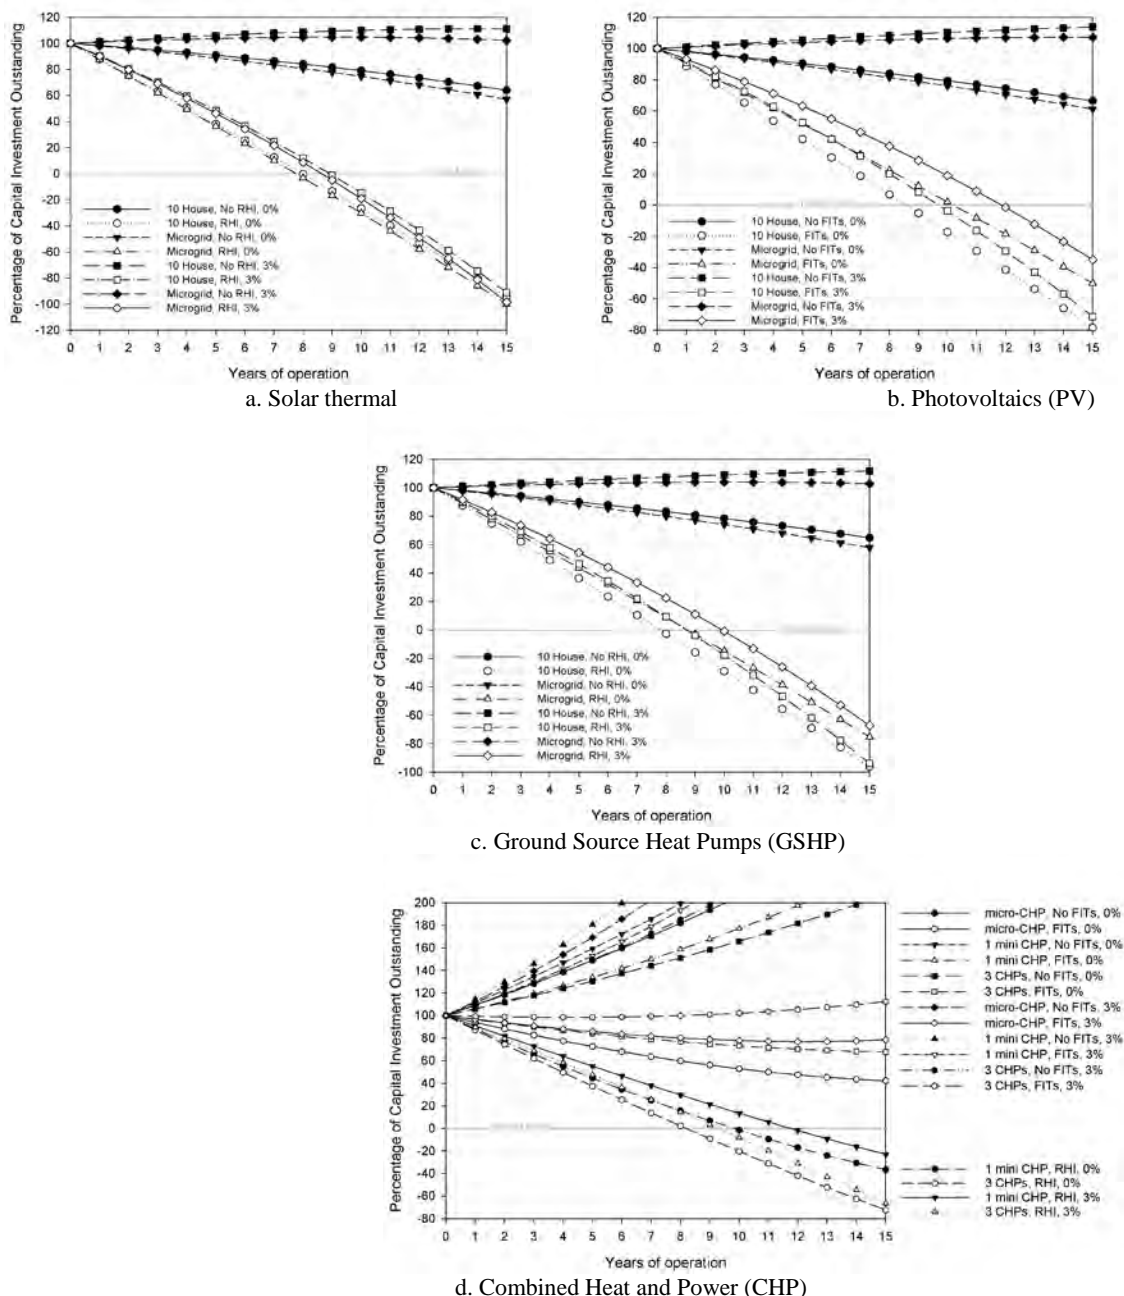 120
100
80
60
40
20
0
-20
-40
-60
-80
-100
-120
Percentage of Capital Investment Outstanding
10 House, No RHI, 0%
10 House, RHI, 0%
Microgrid, No RHI, 0%
Microgrid, RHI, 0%
10 House, No RHI, 3%
10 House, RHI, 3%
Microgrid, No RHI, 3%
Microgrid, RHI, 3%
0 1 2 3 4 5 6 7 8 9 10 11 12 13 14 15
Years of operation
a. Solar thermal
120
100
80
60
40
20
0
-20
-40
-60
-80
Percentage of Capital Investment Outstanding
10 House, No FITs, 0%
10 House, FITs, 0%
Microgrid, No FITs, 0%
Microgrid, FITs, 0%
10 House, No FITs, 3%
10 House, FITs, 3%
Microgrid, No FITs, 3%
Microgrid, FITs, 3%
0 1 2 3 4 5 6 7 8 9 10 11 12 13 14 15
Years of operation
b. Photovoltaics (PV)
120
100
80
60
40
20
0
-20
-40
-60
-80
-100
Percentage of Capital Investment Outstanding
10 House, No RHI, 0%
10 House, RHI, 0%
Microgrid, No RHI, 0%
Microgrid, RHI, 0%
10 House, No RHI, 3%
10 House, RHI, 3%
Microgrid, No RHI, 3%
Microgrid, RHI, 3%
0 1 2 3 4 5 6 7 8 9 10 11 12 13 14 15
Years of operation
c. Ground Source Heat Pumps (GSHP)
200
180
160
140
120
100
80
60
40
20
0
-20
-40
-60
-80
Percentage of Capital Investment Outstanding
0 1 2 3 4 5 6 7 8 9 10 11 12 13 14 15
Years of operation
micro-CHP, No FITs, 0%
micro-CHP, FITs, 0%
1 mini CHP, No FITs, 0%
1 mini CHP, FITs, 0%
3 CHPs, No FITs, 0%
3 CHPs, FITs, 0%
micro-CHP, No FITs, 3%
micro-CHP, FITs, 3%
1 mini CHP, No FITs, 3%
1 mini CHP, FITs, 3%
3 CHPs, No FITs, 3%
3 CHPs, FITs, 3%
1 mini CHP, RHI, 0%
3 CHPs, RHI, 0%
1 mini CHP, RHI, 3%
3 CHPs, RHI, 3%
d. Combined Heat and Power (CHP)